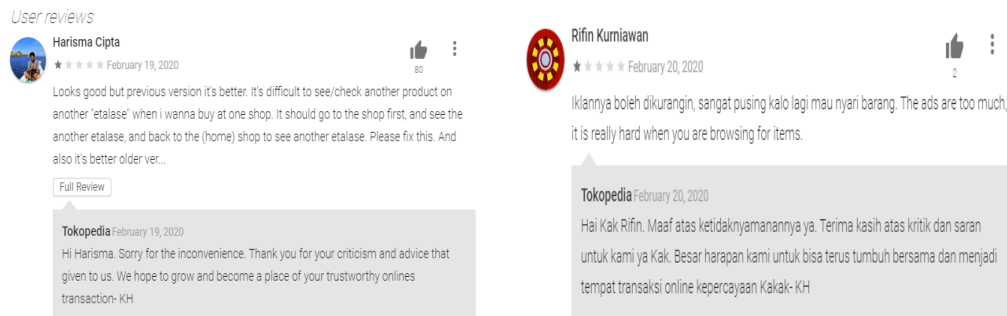 User reviews
Harisma Cipta
February 19, 2020
80
Looks good but previous version it's better. It's difficult to see/check another product on
another "etalase" when i wanna buy at one shop. It should go to the shop first, and see the
another etalase, and back to the (home) shop to see another etalase. Please fix this. And
also it's better older ver...
Full Review
Tokopedia February 19, 2020
Hi Harisma. Sorry for the inconvenience. Thank you for your criticism and advice that
given to us. We hope to grow and become a place of your trustworthy onlines
transaction- KH
Rifin Kurniawan
February 20, 2020
2
Iklannya boleh dikurangin, sangat pusing kalo lagi mau nyari barang. The ads are too much,
it is really hard when you are browsing for items.
Tokopedia February 20, 2020
Hai Kak Rifin. Maaf atas ketidaknyamanannya ya. Terima kasih atas kritik dan saran
untuk kami ya Kak. Besar harapan kami untuk bisa terus tumbuh bersama dan menjadi
tempat transaksi online kepercayaan Kakak- KH